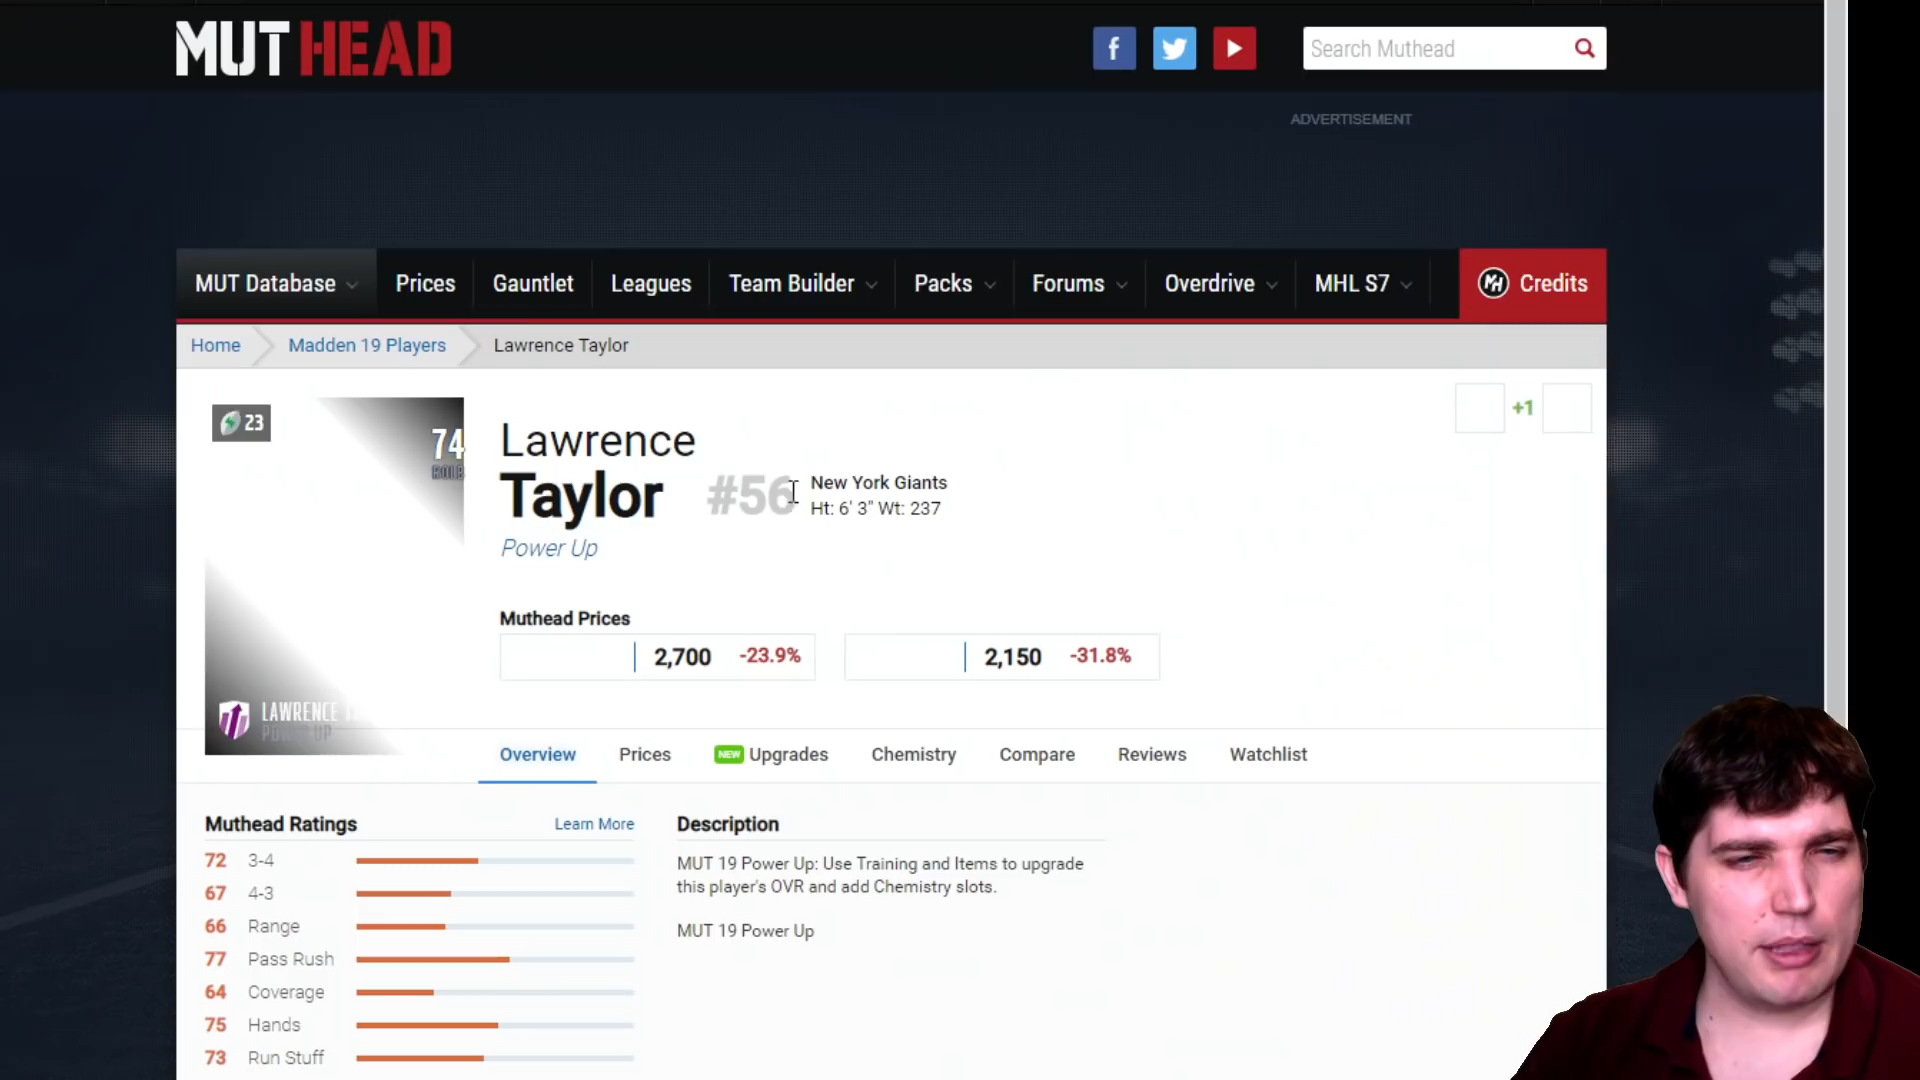 MUTHEAD
f
Search Muthead
ADVERTISEMENT
MUT Database Prices Gauntlet Leagues Team Builder Packs Forums Overdrive MHL S7 MH Credits
Home Madden 19 Players Lawrence Taylor
23
74
ROLB
+1
Lawrence
Taylor #56
New York Giants
Ht: 6' 3" Wt: 237
Power Up
Muthead Prices
2,700 -23.9% 2,150 -31.8%
LAWRENCE
POWER UP
Overview Prices NEW Upgrades Chemistry Compare Reviews Watchlist
Muthead Ratings Learn More
72 3-4
67 4-3
66 Range
77 Pass Rush
64 Coverage
75 Hands
73 Run Stuff
Description
MUT 19 Power Up: Use Training and Items to upgrade
this player's OVR and add Chemistry slots.
MUT 19 Power Up